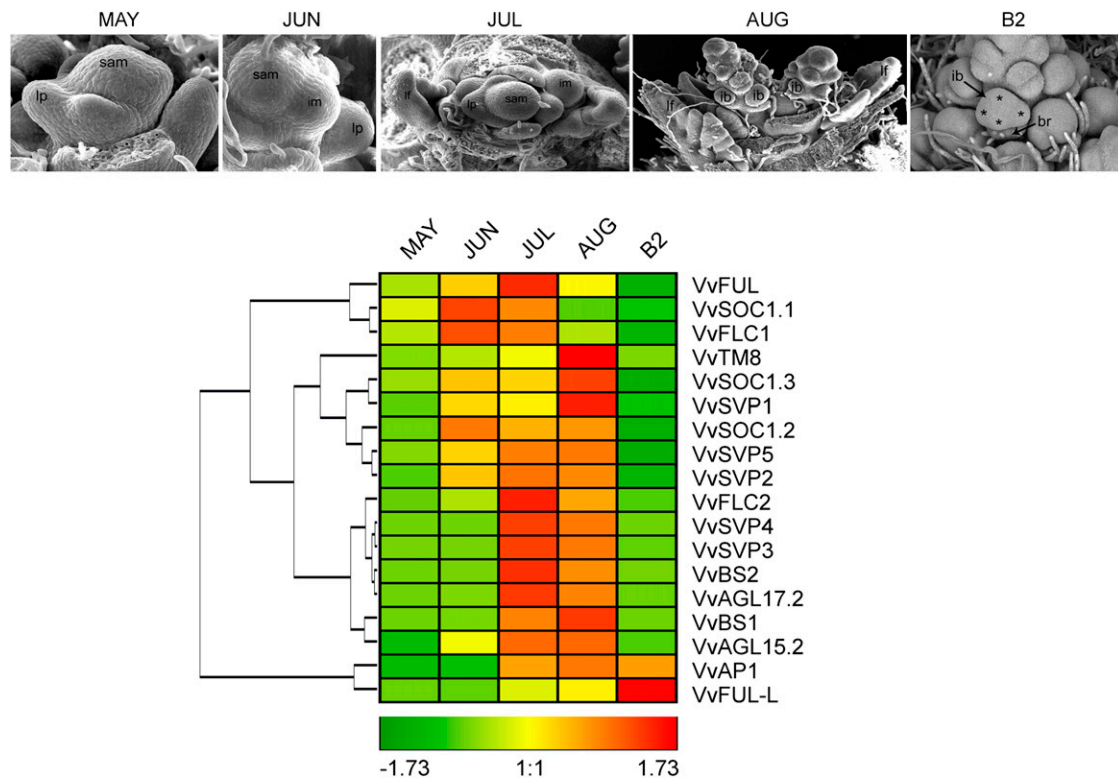 MAY JUN JUL AUG B2
lp sam
sam im lp
lf lp sam im
lf ib ib ib lf
ib br
* * * *
MAY JUN JUL AUG B2
VvFUL
VvSOC1.1
VvFLC1
VvTM8
VvSOC1.3
VvSVP1
VvSOC1.2
VvSVP5
VvSVP2
VvFLC2
VvSVP4
VvSVP3
VvBS2
VvAGL17.2
VvBS1
VvAGL15.2
VvAP1
VvFUL-L
-1.73 1:1 1.73